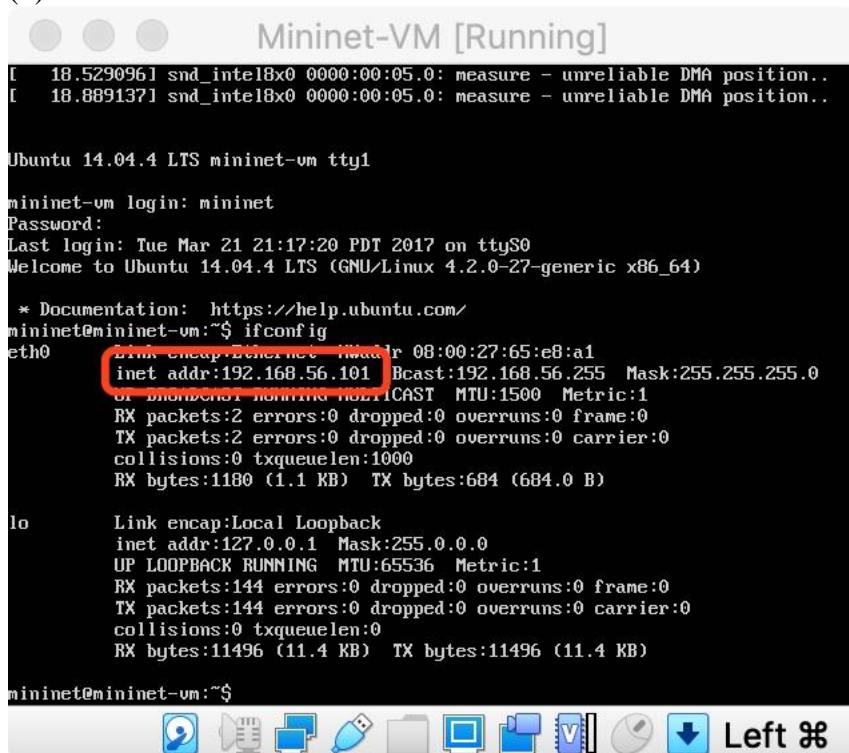 Mininet-VM [Running]
[   18.529096] snd_intel8x0 0000:00:05.0: measure - unreliable DMA position..
[   18.889137] snd_intel8x0 0000:00:05.0: measure - unreliable DMA position..
Ubuntu 14.04.4 LTS mininet-vm tty1
mininet-vm login: mininet
Password:
Last login: Tue Mar 21 21:17:20 PDT 2017 on ttyS0
Welcome to Ubuntu 14.04.4 LTS (GNU/Linux 4.2.0-27-generic x86_64)
* Documentation:  https://help.ubuntu.com/
mininet@mininet-vm:~$ ifconfig
eth0      Link encap:Ethernet  HWaddr 08:00:27:65:e8:a1
inet addr:192.168.56.101  Bcast:192.168.56.255  Mask:255.255.255.0
UP BROADCAST RUNNING MULTICAST  MTU:1500  Metric:1
RX packets:2 errors:0 dropped:0 overruns:0 frame:0
TX packets:2 errors:0 dropped:0 overruns:0 carrier:0
collisions:0 txqueuelen:1000
RX bytes:1180 (1.1 KB)  TX bytes:684 (684.0 B)
lo        Link encap:Local Loopback
inet addr:127.0.0.1  Mask:255.0.0.0
UP LOOPBACK RUNNING  MTU:65536  Metric:1
RX packets:144 errors:0 dropped:0 overruns:0 frame:0
TX packets:144 errors:0 dropped:0 overruns:0 carrier:0
collisions:0 txqueuelen:0
RX bytes:11496 (11.4 KB)  TX bytes:11496 (11.4 KB)
mininet@mininet-vm:~$
Left ⌘